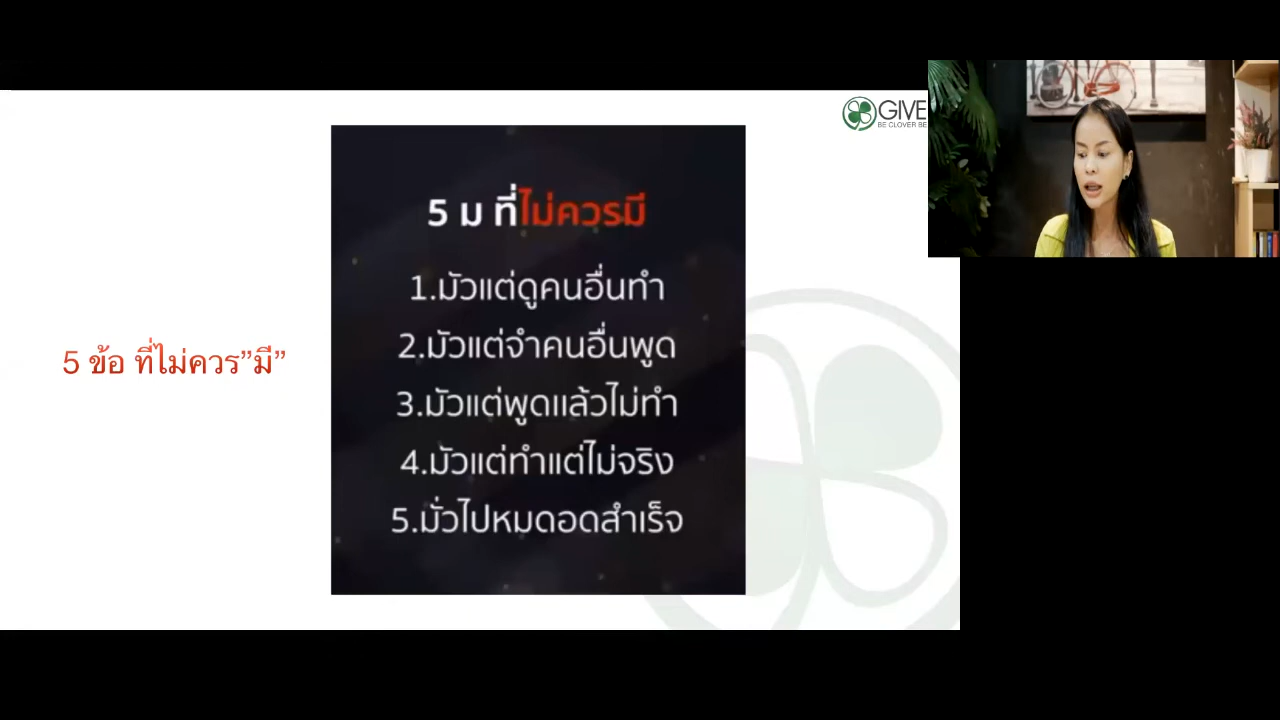 GIVE
BE CLOVER BE
5 ม ที่ไม่ควรมี
1.มัวแต่ดูคนอื่นทำ
2.มัวแต่จำคนอื่นพูด
3.มัวแต่พูดแล้วไม่ทำ
4.มัวแต่ทำแต่ไม่จริง
5.มั่วไปหมดอดสำเร็จ
5 ข้อ ที่ไม่ควร”มี”